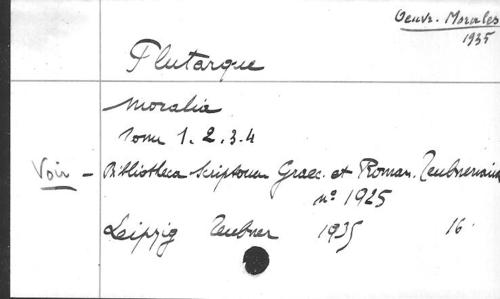 Oeuvr. Morales
1935
Plutarque
Moralia
Tome 1. 2. 3. 4
Voir - Bibliotheca Scriptorum Graec. et Roman. Teubneriana
nº 1925
Leipzig Teubner 1935 16